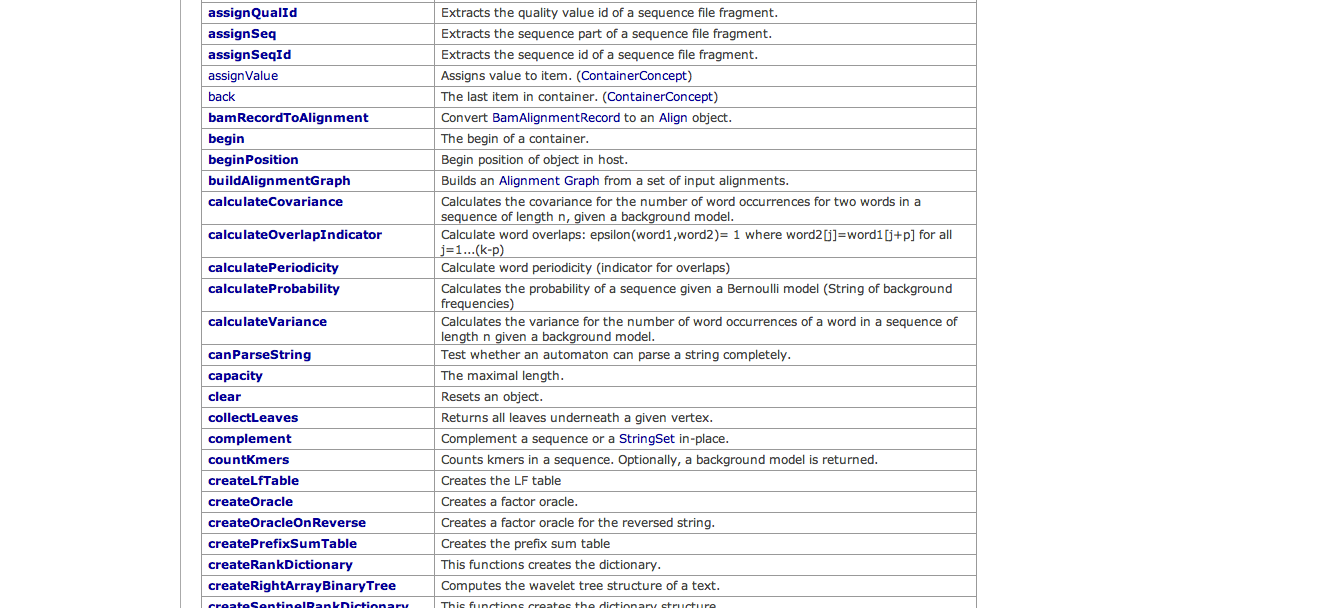 assignQualId Extracts the quality value id of a sequence file fragment.
assignSeq Extracts the sequence part of a sequence file fragment.
assignSeqId Extracts the sequence id of a sequence file fragment.
assignValue Assigns value to item. (ContainerConcept)
back The last item in container. (ContainerConcept)
bamRecordToAlignment Convert BamAlignmentRecord to an Align object.
begin The begin of a container.
beginPosition Begin position of object in host.
buildAlignmentGraph Builds an Alignment Graph from a set of input alignments.
calculateCovariance Calculates the covariance for the number of word occurrences for two words in a
sequence of length n, given a background model.
calculateOverlapIndicator Calculate word overlaps: epsilon(word1,word2)= 1 where word2[j]=word1[j+p] for all
j=1...(k-p)
calculatePeriodicity Calculate word periodicity (indicator for overlaps)
calculateProbability Calculates the probability of a sequence given a Bernoulli model (String of background
frequencies)
calculateVariance Calculates the variance for the number of word occurrences of a word in a sequence of
length n given a background model.
canParseString Test whether an automaton can parse a string completely.
capacity The maximal length.
clear Resets an object.
collectLeaves Returns all leaves underneath a given vertex.
complement Complement a sequence or a StringSet in-place.
countKmers Counts kmers in a sequence. Optionally, a background model is returned.
createLfTable Creates the LF table
createOracle Creates a factor oracle.
createOracleOnReverse Creates a factor oracle for the reversed string.
createPrefixSumTable Creates the prefix sum table
createRankDictionary This functions creates the dictionary.
createRightArrayBinaryTree Computes the wavelet tree structure of a text.
createSentinelRankDictionary This functions creates the dictionary structure